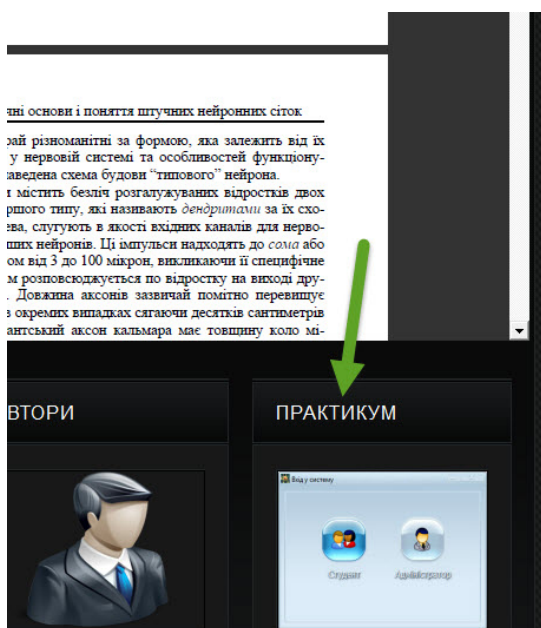 чні основи і поняття штучних нейронних сіток
рай різноманітні за формою, яка залежить від їх
у нервовій системі та особливостей функціону-
аведена схема будови “типового” нейрона.
и містить безліч розгалужуваних відростків двох
ршого типу, які називають дендритами за їх схо-
ева, слугують в якості вхідних каналів для нерво-
нших нейронів. Ці імпульси надходять до сома або
ом від 3 до 100 мікрон, викликаючи її специфічне
м розповсюджується по відростку на виході дру-
. Довжина аксонів зазвичай помітно перевищує
в окремих випадках сягаючи десятків сантиметрів
антський аксон кальмара має товщину коло мі-
ВТОРИ
ПРАКТИКУМ
Вхід у систему
Студент
Адміністратор